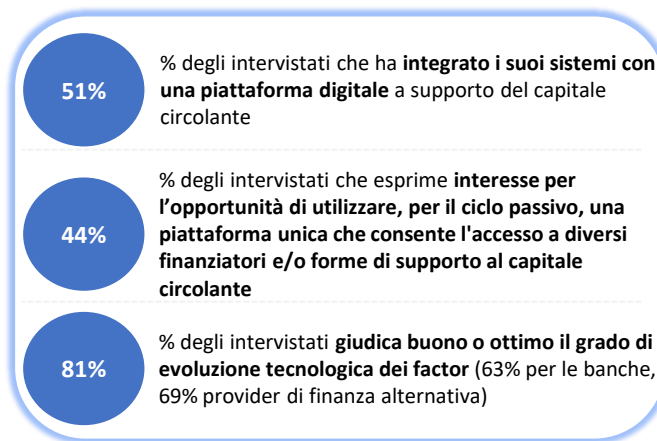 51%
% degli intervistati che ha integrato i suoi sistemi con
una piattaforma digitale a supporto del capitale
circolante
44%
% degli intervistati che esprime interesse per
l’opportunità di utilizzare, per il ciclo passivo, una
piattaforma unica che consente l'accesso a diversi
finanziatori e/o forme di supporto al capitale
circolante
81%
% degli intervistati giudica buono o ottimo il grado di
evoluzione tecnologica dei factor (63% per le banche,
69% provider di finanza alternativa)